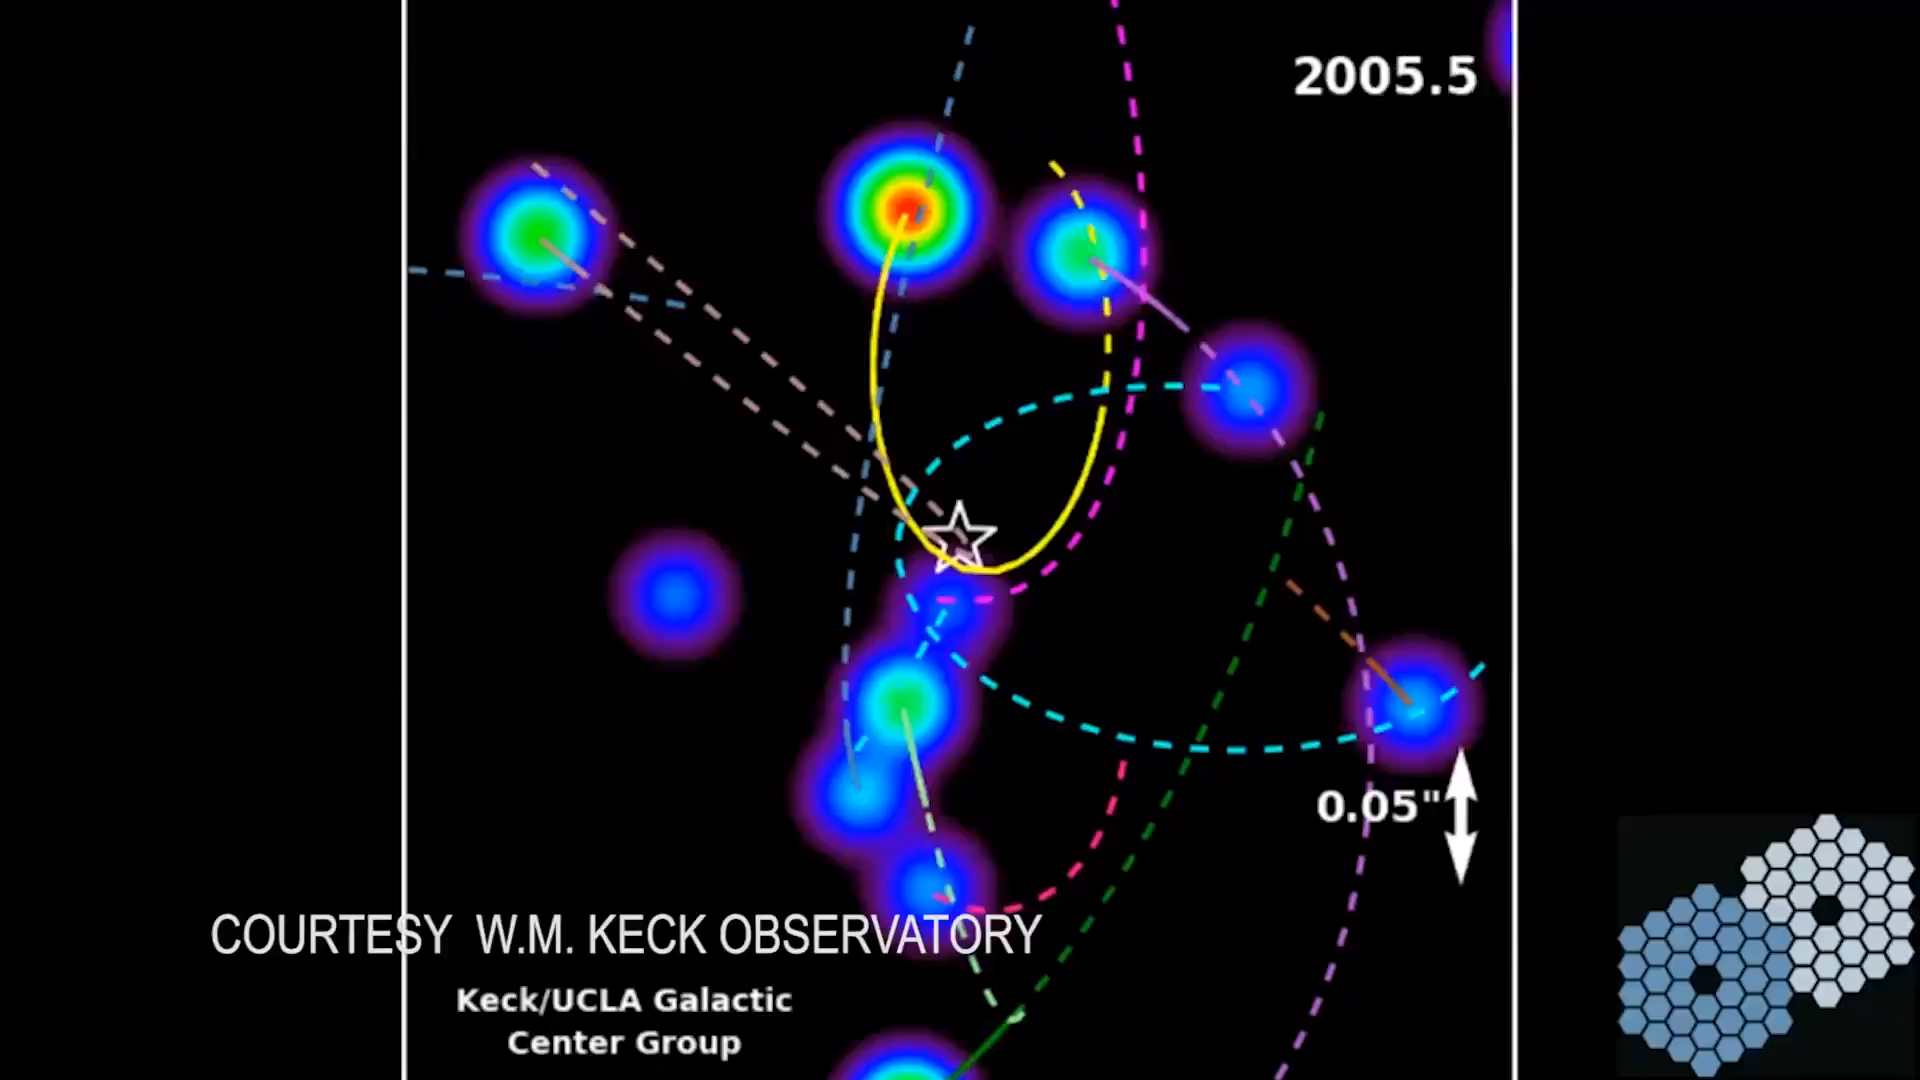 2005.5
0.05"
COURTESY W.M. KECK OBSERVATORY
Keck/UCLA Galactic
Center Group